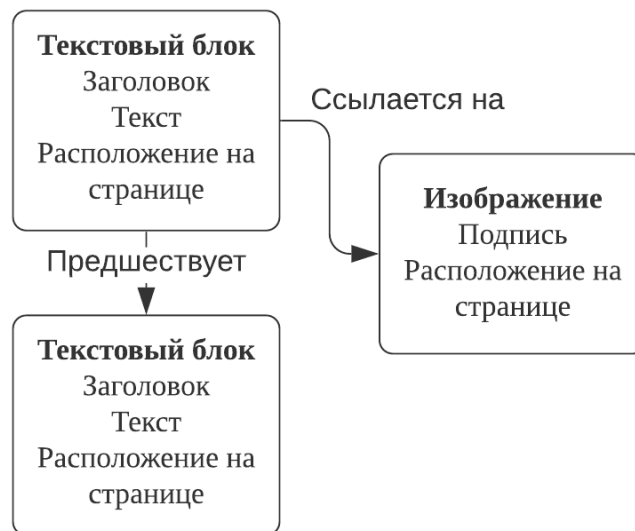 Текстовый блок
Заголовок
Текст
Расположение на
странице
Ссылается на
Изображение
Подпись
Расположение на
странице
Предшествует
Текстовый блок
Заголовок
Текст
Расположение на
странице